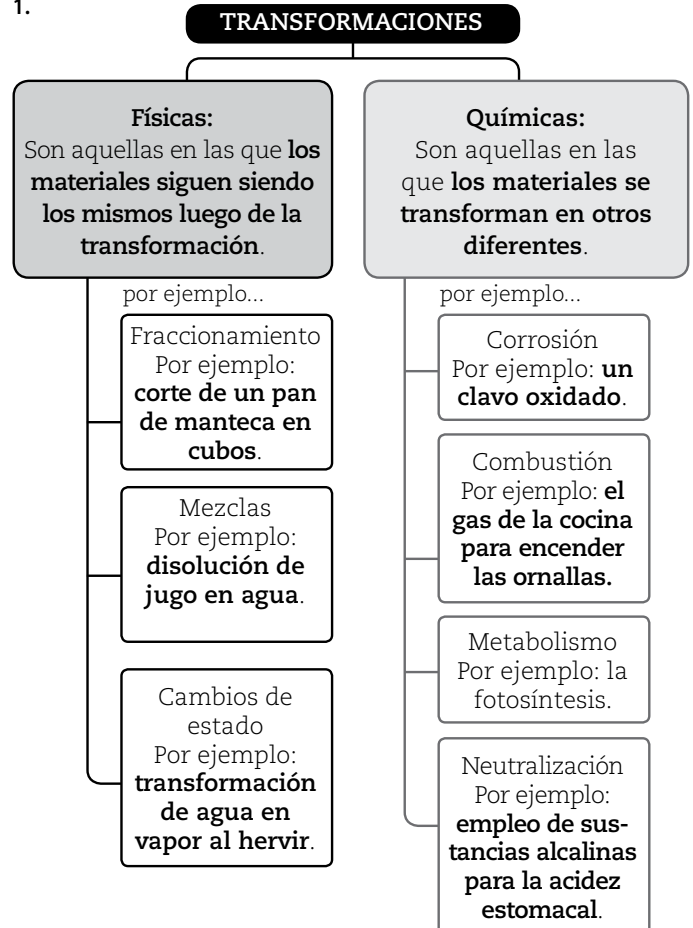 1.
TRANSFORMACIONES
Físicas:
Son aquellas en las que los
materiales siguen siendo
los mismos luego de la
transformación.
por ejemplo...
Fraccionamiento
Por ejemplo:
corte de un pan
de manteca en
cubos.
Mezclas
Por ejemplo:
disolución de
jugo en agua.
Cambios de
estado
Por ejemplo:
transformación
de agua en
vapor al hervir.
Químicas:
Son aquellas en las
que los materiales se
transforman en otros
diferentes.
por ejemplo...
Corrosión
Por ejemplo: un
clavo oxidado.
Combustión
Por ejemplo: el
gas de la cocina
para encender
las ornallas.
Metabolismo
Por ejemplo: la
fotosíntesis.
Neutralización
Por ejemplo:
empleo de sus-
tancias alcalinas
para la acidez
estomacal.